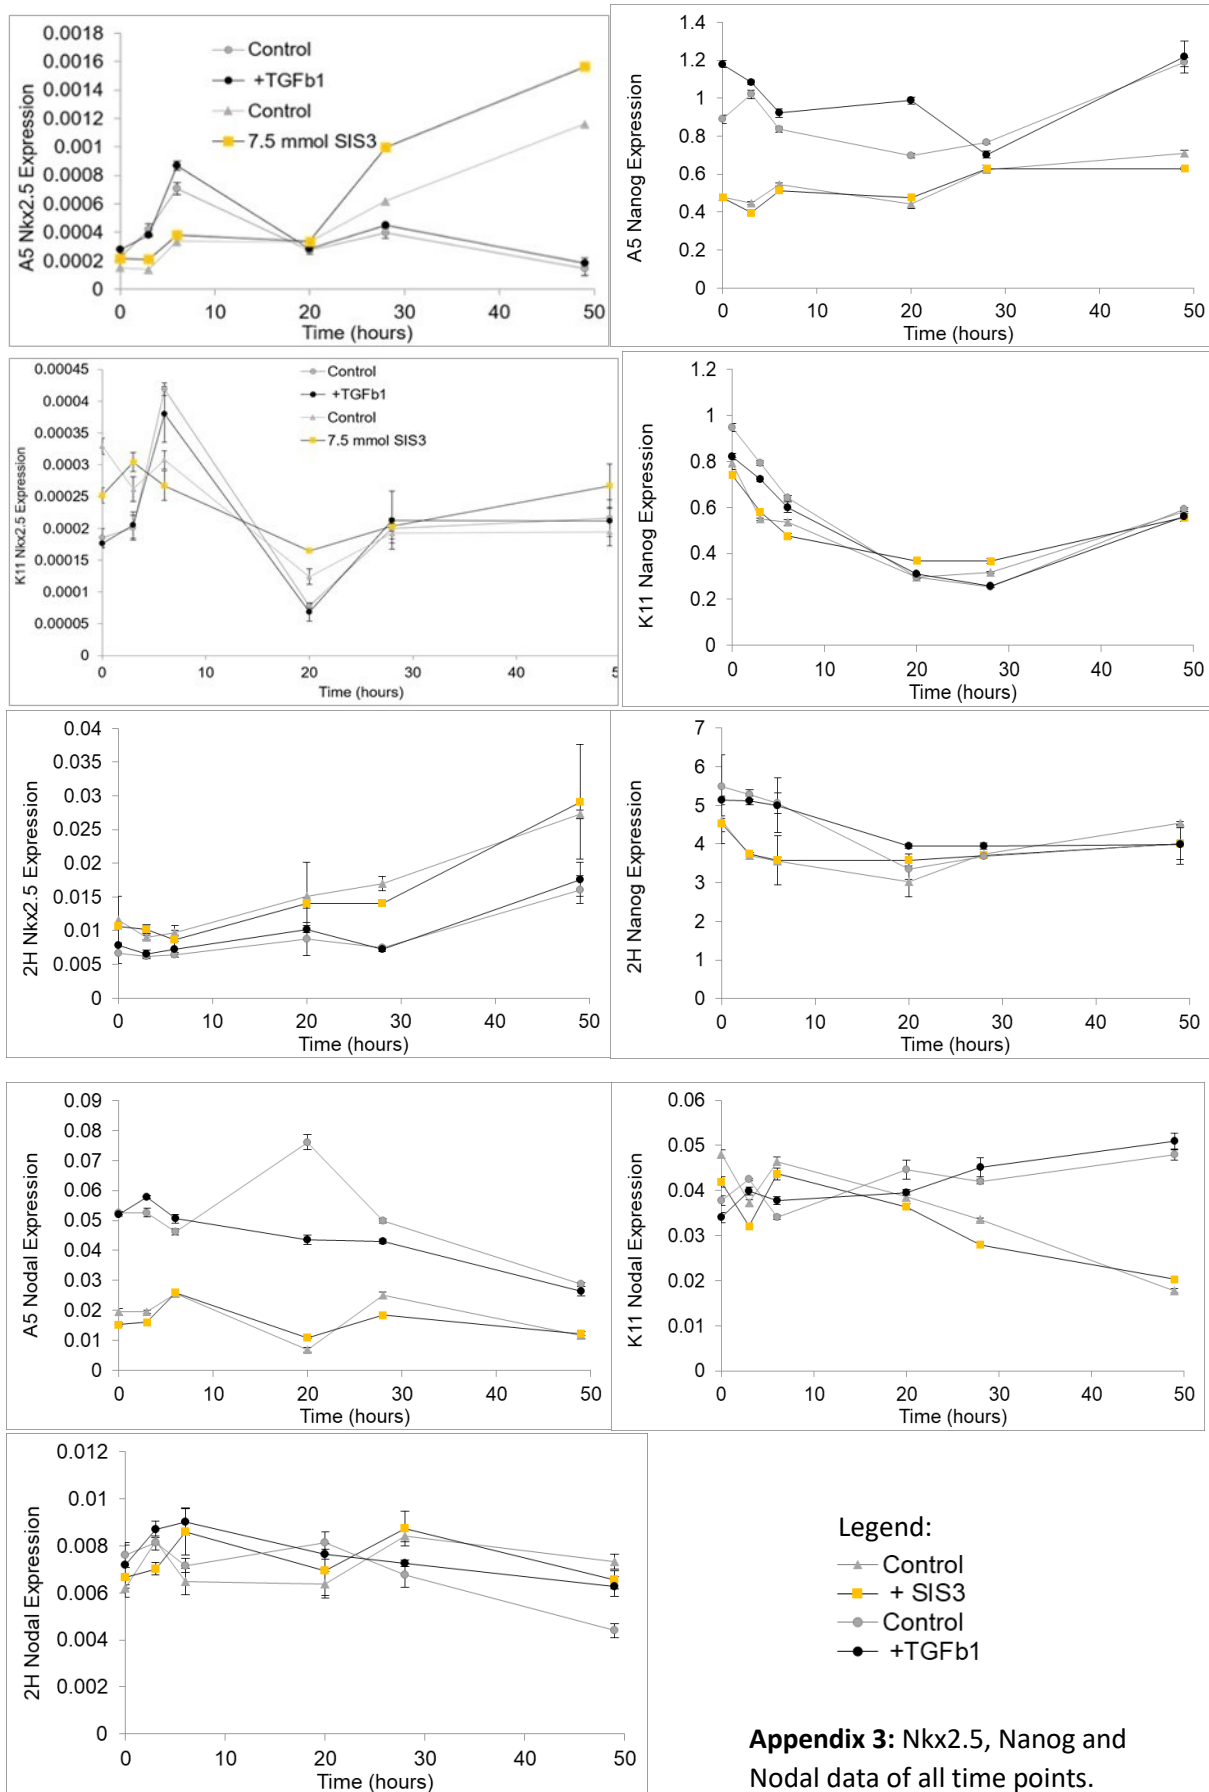 A5 Nkx2.5 Expression
0.0018
0.0016
0.0014
0.0012
0.001
0.0008
0.0006
0.0004
0.0002
0
Control
+TGFb1
Control
7.5 mmol SIS3
0 10 20 30 40 50
Time (hours)
A5 Nanog Expression
1.4
1.2
1
0.8
0.6
0.4
0.2
0
0 10 20 30 40 50
Time (hours)
K11 Nkx2.5 Expression
0.00045
0.0004
0.00035
0.0003
0.00025
0.0002
0.00015
0.0001
0.00005
0
Control
+TGFb1
Control
7.5 mmol SIS3
0 10 20 30 40 5
Time (hours)
K11 Nanog Expression
1.2
1
0.8
0.6
0.4
0.2
0
0 10 20 30 40 50
Time (hours)
2H Nkx2.5 Expression
0.04
0.035
0.03
0.025
0.02
0.015
0.01
0.005
0
0 10 20 30 40 50
Time (hours)
2H Nanog Expression
7
6
5
4
3
2
1
0
0 10 20 30 40 50
Time (hours)
A5 Nodal Expression
0.09
0.08
0.07
0.06
0.05
0.04
0.03
0.02
0.01
0
0 10 20 30 40 50
Time (hours)
K11 Nodal Expression
0.06
0.05
0.04
0.03
0.02
0.01
0
0 10 20 30 40 50
Time (hours)
2H Nodal Expression
0.012
0.01
0.008
0.006
0.004
0.002
0
0 10 20 30 40 50
Time (hours)
Legend:
Control
+ SIS3
Control
+TGFb1
Appendix 3: Nkx2.5, Nanog and
Nodal data of all time points.